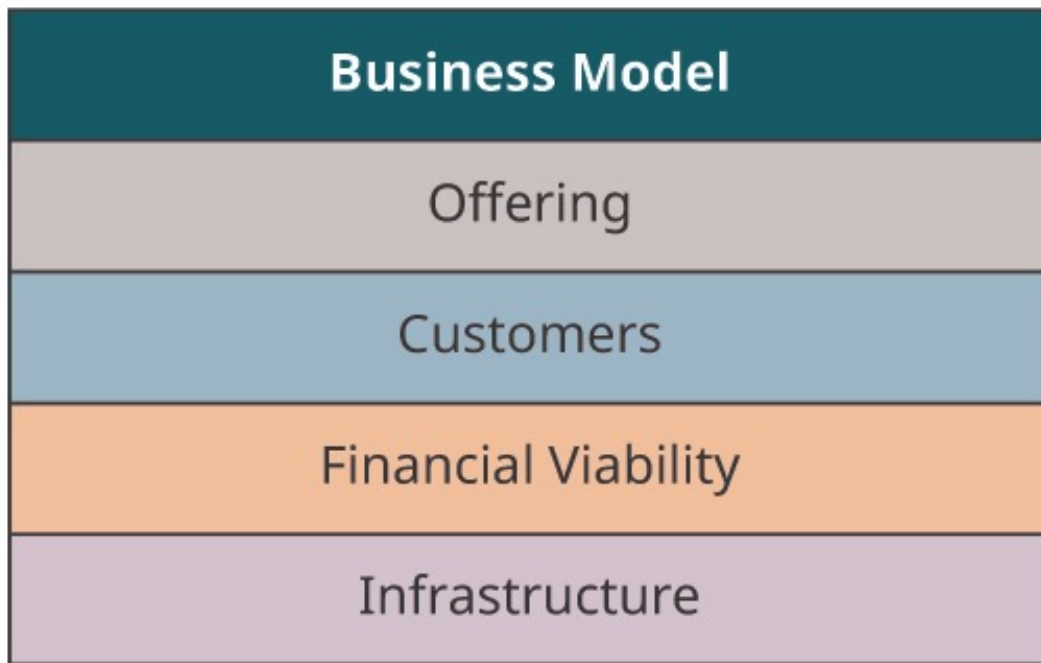 Business Model
Offering
Customers
Financial Viability
Infrastructure